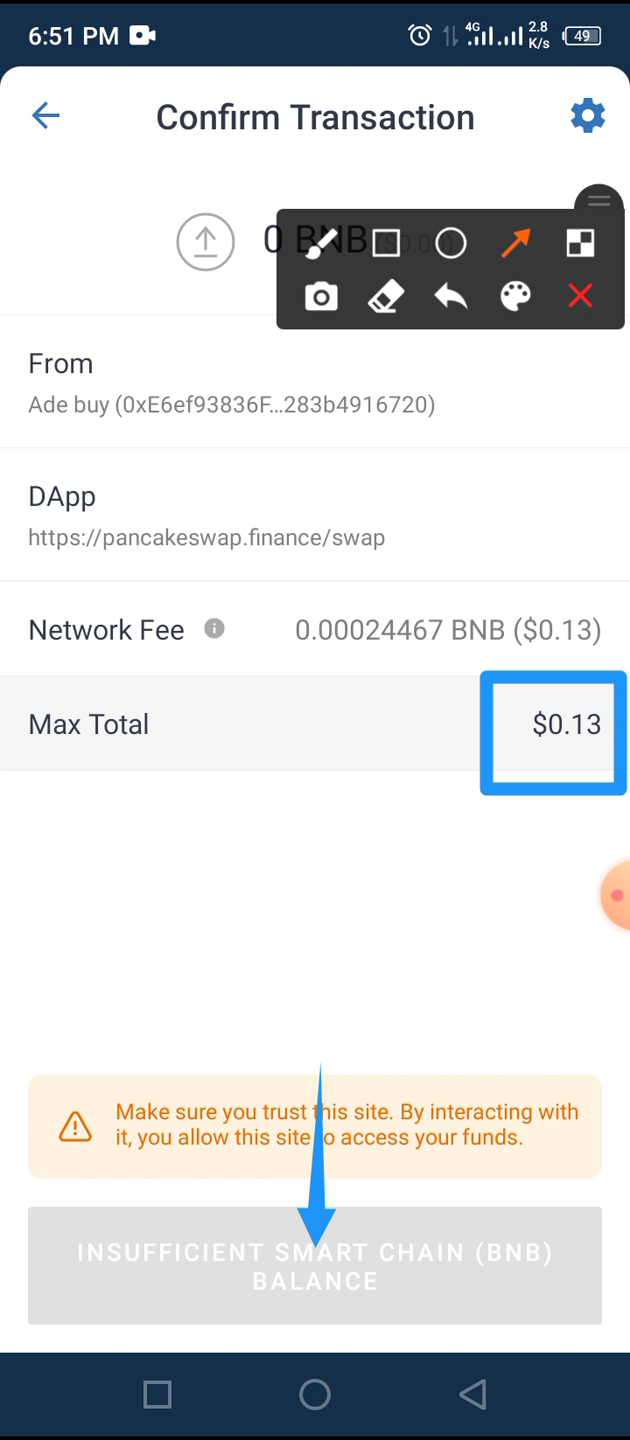 6:51 PM
4G
2.8
K/s
49
Confirm Transaction
0 BNB ($0.00)
From
Ade buy (0xE6ef93836F...283b4916720)
DApp
https://pancakeswap.finance/swap
Network Fee
0.00024467 BNB ($0.13)
Max Total
$0.13
Make sure you trust this site. By interacting with
it, you allow this site to access your funds.
INSUFFICIENT SMART CHAIN (BNB)
BALANCE